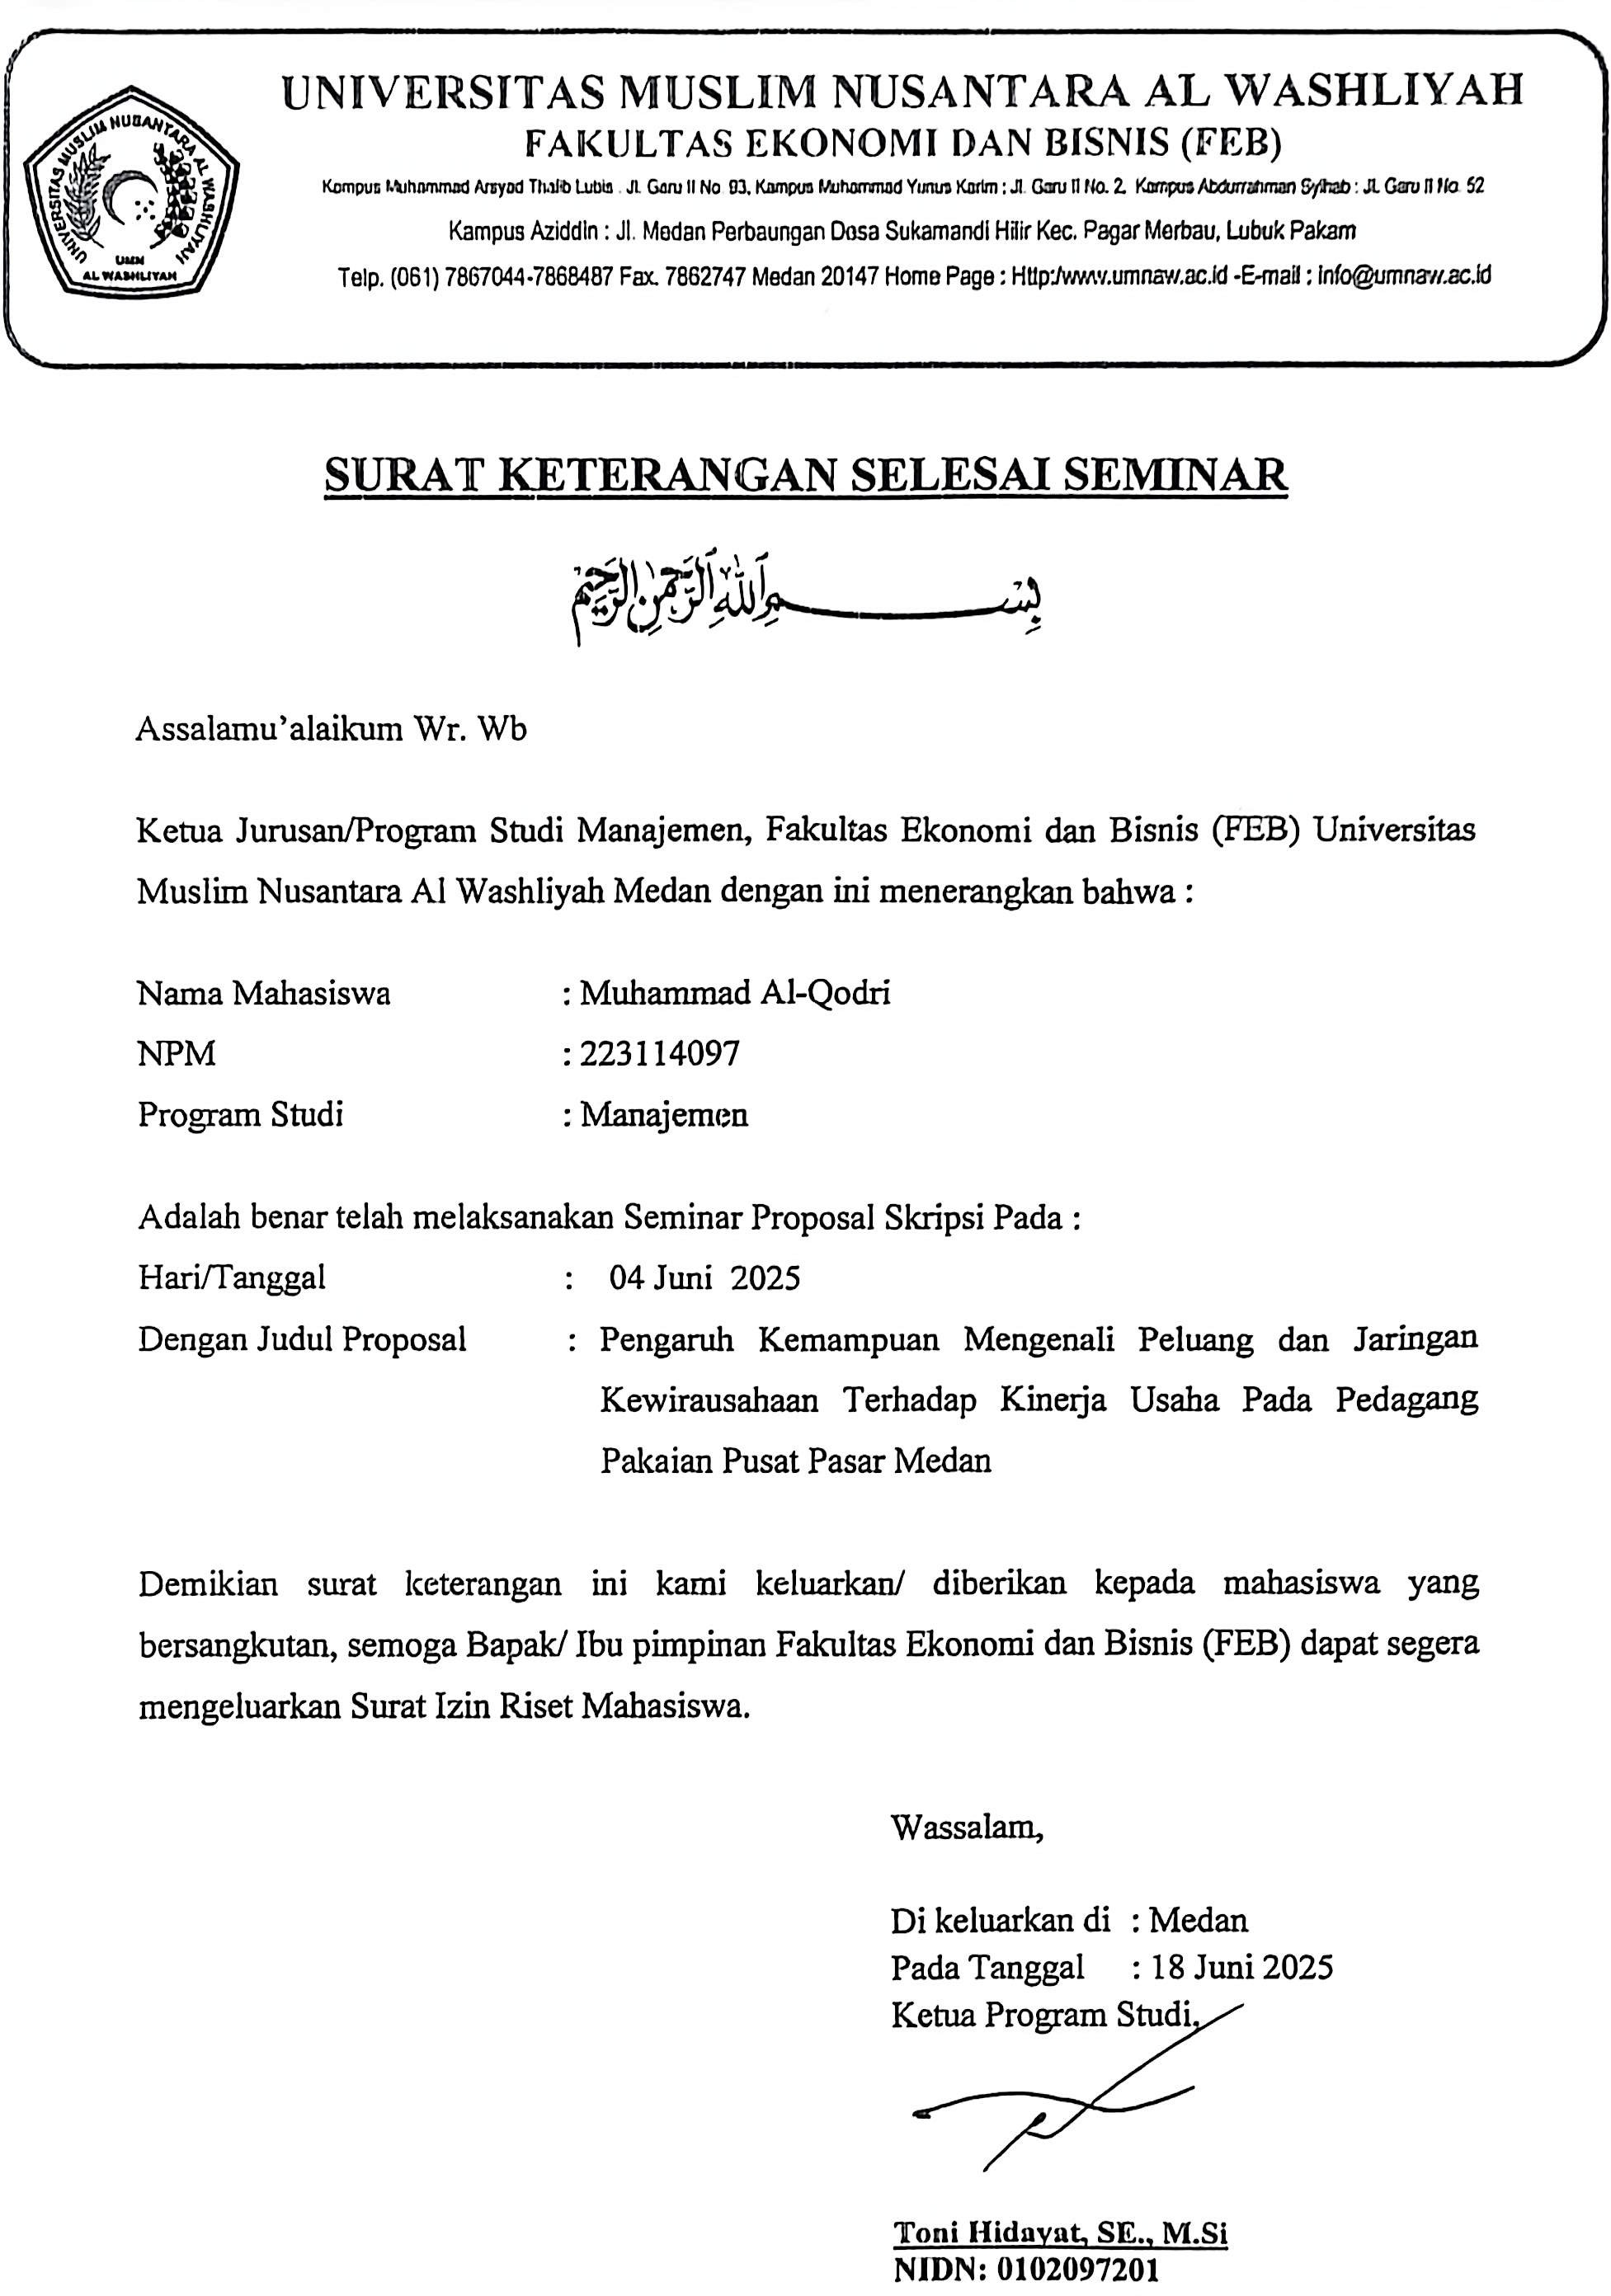 UNIVERSITAS MUSLIM NUSANTARA AL WASHLIYAH
UMN
AL WASHLIYAH
UNIVERSITAS MUSLIM NUSANTARA AL WASHLIYAH
FAKULTAS EKONOMI DAN BISNIS (FEB)
Kampus Muhammad Arsyad Thalib Lubis . Jl. Garu II No. 93, Kampus Muhammad Yunus Karim : Jl. Garu II No. 2, Kampus Abdurrahman Syihab : Jl. Garu II No. 52
Kampus Aziddin : Jl. Medan Perbaungan Desa Sukamandi Hilir Kec. Pagar Merbau, Lubuk Pakam
Telp. (061) 7867044-7868487 Fax. 7862747 Medan 20147 Home Page : Http:/www.umnaw.ac.id -E-mail : info@umnaw.ac.id
SURAT KETERANGAN SELESAI SEMINAR
بِسْمِ اللهِ الرَّحْمٰنِ الرَّحِيْمِ
Assalamu’alaikum Wr. Wb
Ketua Jurusan/Program Studi Manajemen, Fakultas Ekonomi dan Bisnis (FEB) Universitas
Muslim Nusantara Al Washliyah Medan dengan ini menerangkan bahwa :
Nama Mahasiswa : Muhammad Al-Qodri
NPM : 223114097
Program Studi : Manajemen
Adalah benar telah melaksanakan Seminar Proposal Skripsi Pada :
Hari/Tanggal : 04 Juni 2025
Dengan Judul Proposal : Pengaruh Kemampuan Mengenali Peluang dan Jaringan
Kewirausahaan Terhadap Kinerja Usaha Pada Pedagang
Pakaian Pusat Pasar Medan
Demikian surat keterangan ini kami keluarkan/ diberikan kepada mahasiswa yang
bersangkutan, semoga Bapak/ Ibu pimpinan Fakultas Ekonomi dan Bisnis (FEB) dapat segera
mengeluarkan Surat Izin Riset Mahasiswa.
Wassalam,
Di keluarkan di : Medan
Pada Tanggal : 18 Juni 2025
Ketua Program Studi,
Toni Hidayat, SE., M.Si
NIDN: 0102097201